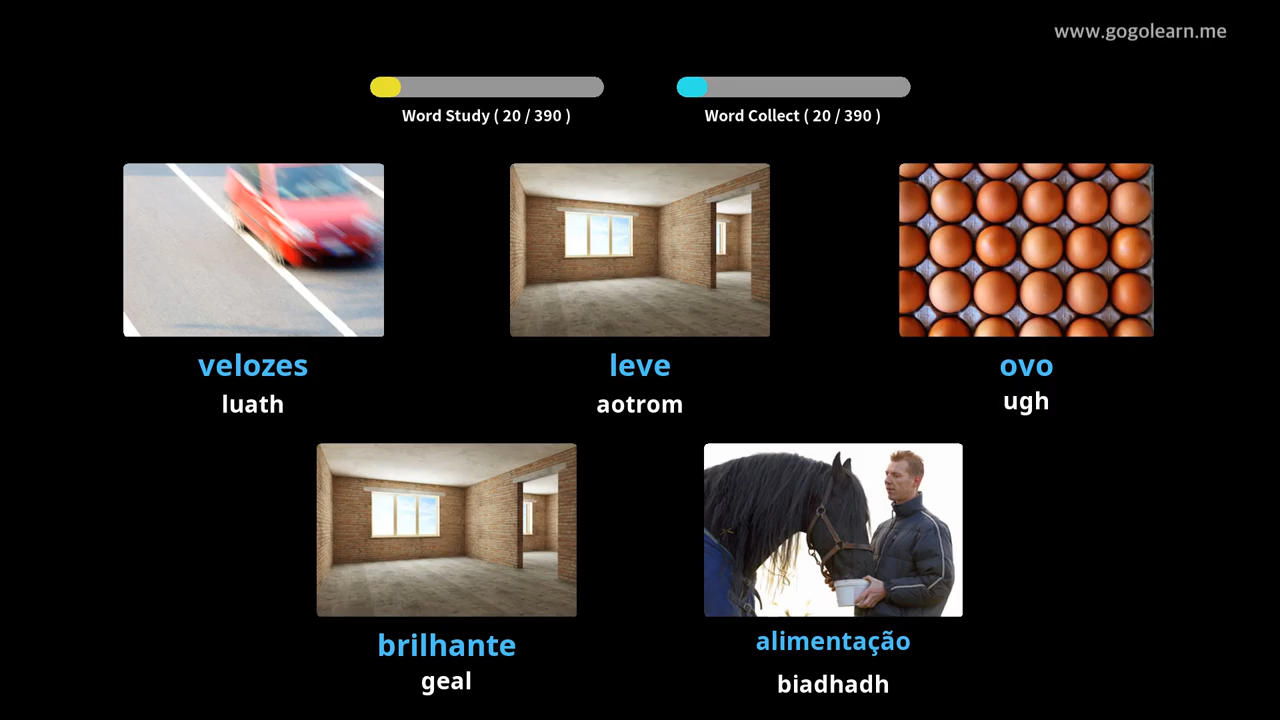 www.gogolearn.me
Word Study ( 20 / 390 )
Word Collect ( 20 / 390 )
velozes
luath
leve
aotrom
ovo
ugh
brilhante
geal
alimentação
biadhadh